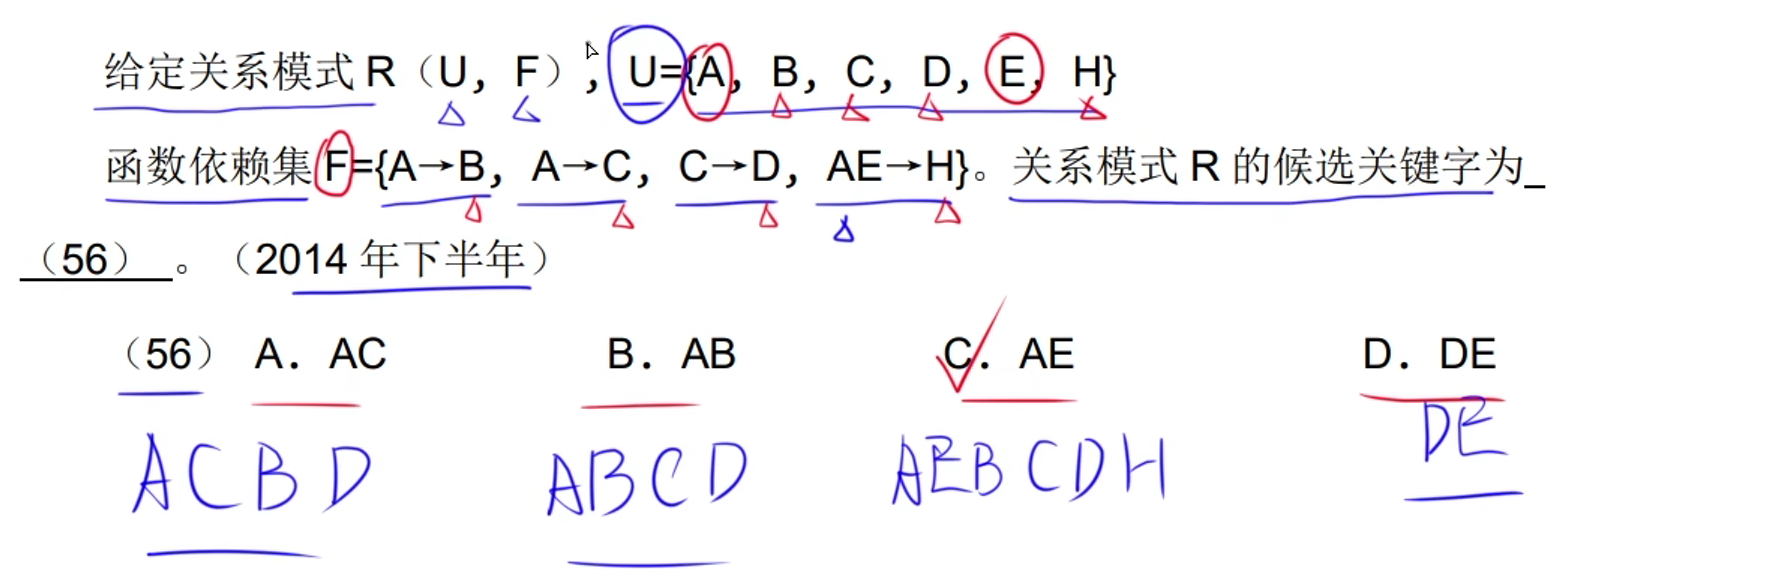 给定关系模式 R（U，F），U={A，B，C，D，E，H}
函数依赖集 F={A→B，A→C，C→D，AE→H}。关系模式 R 的候选关键字为_
（56）。（2014 年下半年）
（56） A. AC B. AB C. AE D. DE
ACBD ABCD AEBCDH DE